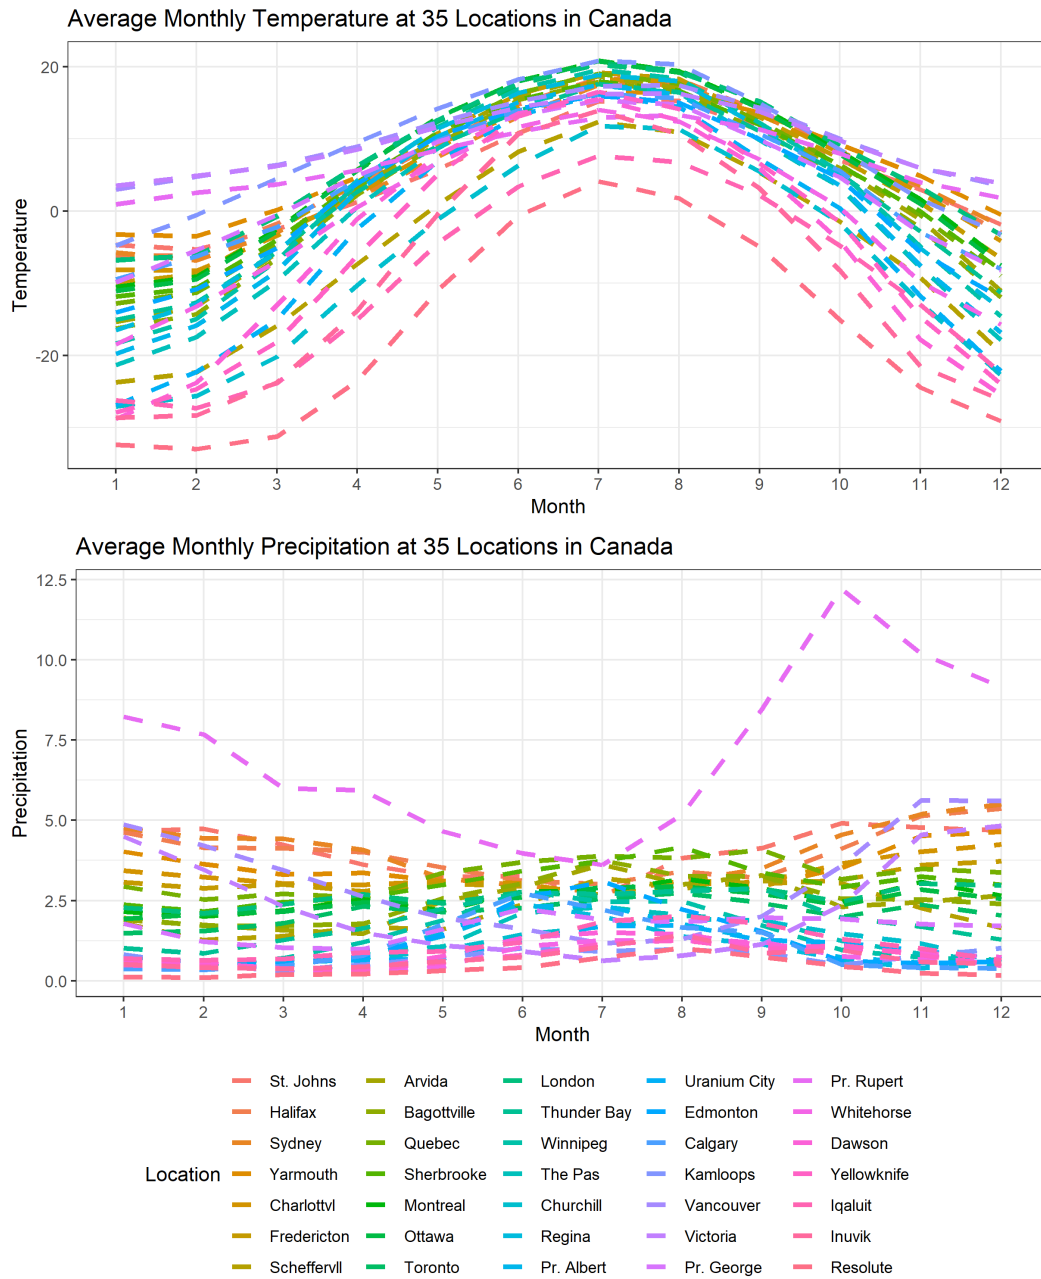 Average Monthly Temperature at 35 Locations in Canada
20
0
-20
Temperature
1 2 3 4 5 6 7 8 9 10 11 12
Month
Average Monthly Precipitation at 35 Locations in Canada
12.5
10.0
7.5
5.0
2.5
0.0
Precipitation
1 2 3 4 5 6 7 8 9 10 11 12
Month
Location
St. Johns Arvida London Uranium City Pr. Rupert
Halifax Bagottville Thunder Bay Edmonton Whitehorse
Sydney Quebec Winnipeg Calgary Dawson
Yarmouth Sherbrooke The Pas Kamloops Yellowknife
Charlottvl Montreal Churchill Vancouver Iqaluit
Fredericton Ottawa Regina Victoria Inuvik
Scheffervll Toronto Pr. Albert Pr. George Resolute